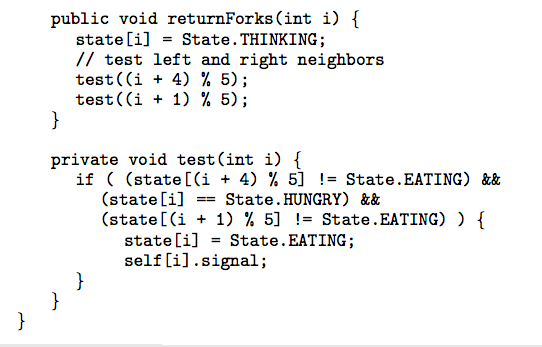 public void returnForks(int i) {
state[i] = State.THINKING;
// test left and right neighbors
test((i + 4) % 5);
test((i + 1) % 5);
}
private void test(int i) {
if ( (state[(i + 4) % 5] != State.EATING) &&
(state[i] == State.HUNGRY) &&
(state[(i + 1) % 5] != State.EATING) ) {
state[i] = State.EATING;
self[i].signal;
}
}
}